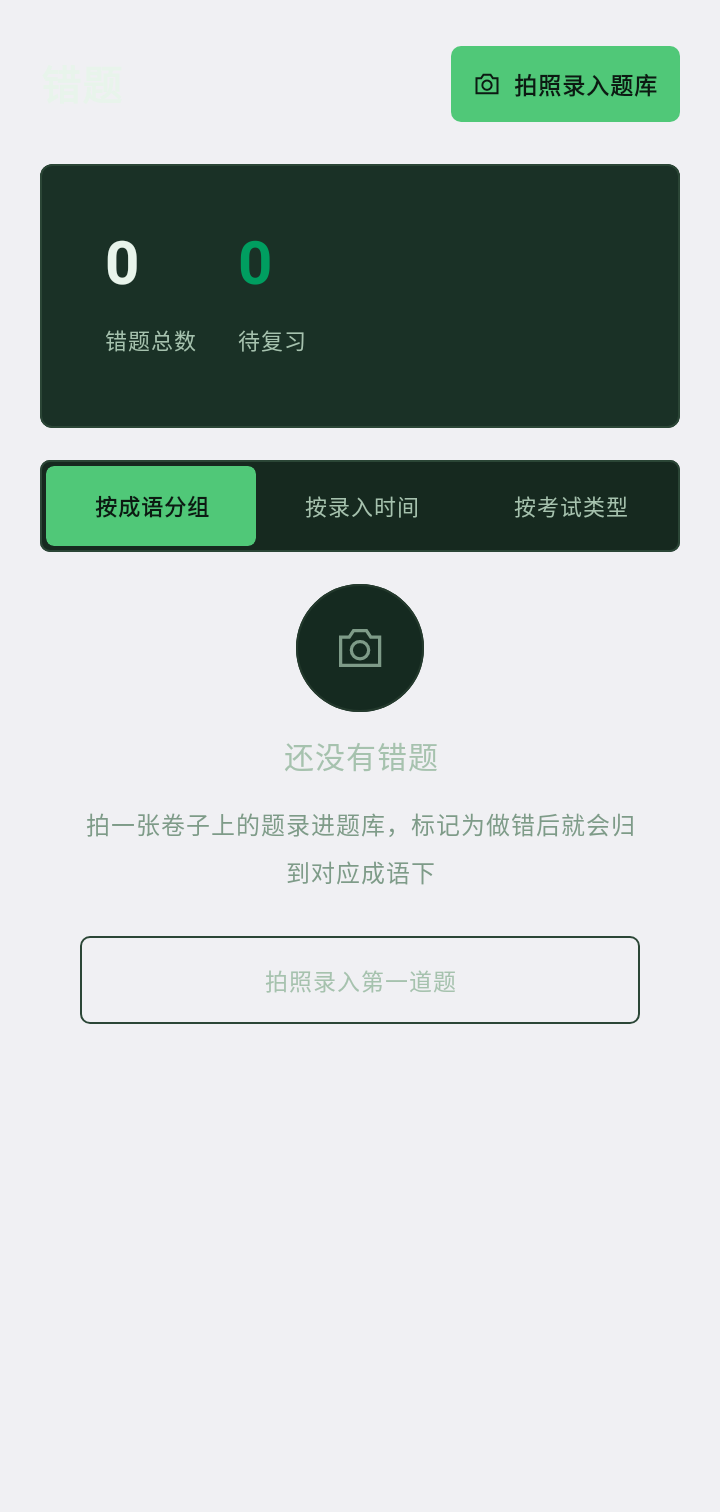 拍照录入题库
0
0
错题总数
待复习
按成语分组
按录入时间
按考试类型
还没有错题
拍一张卷子上的题录进题库，标记为做错后就会归
到对应成语下
拍照录入第一道题